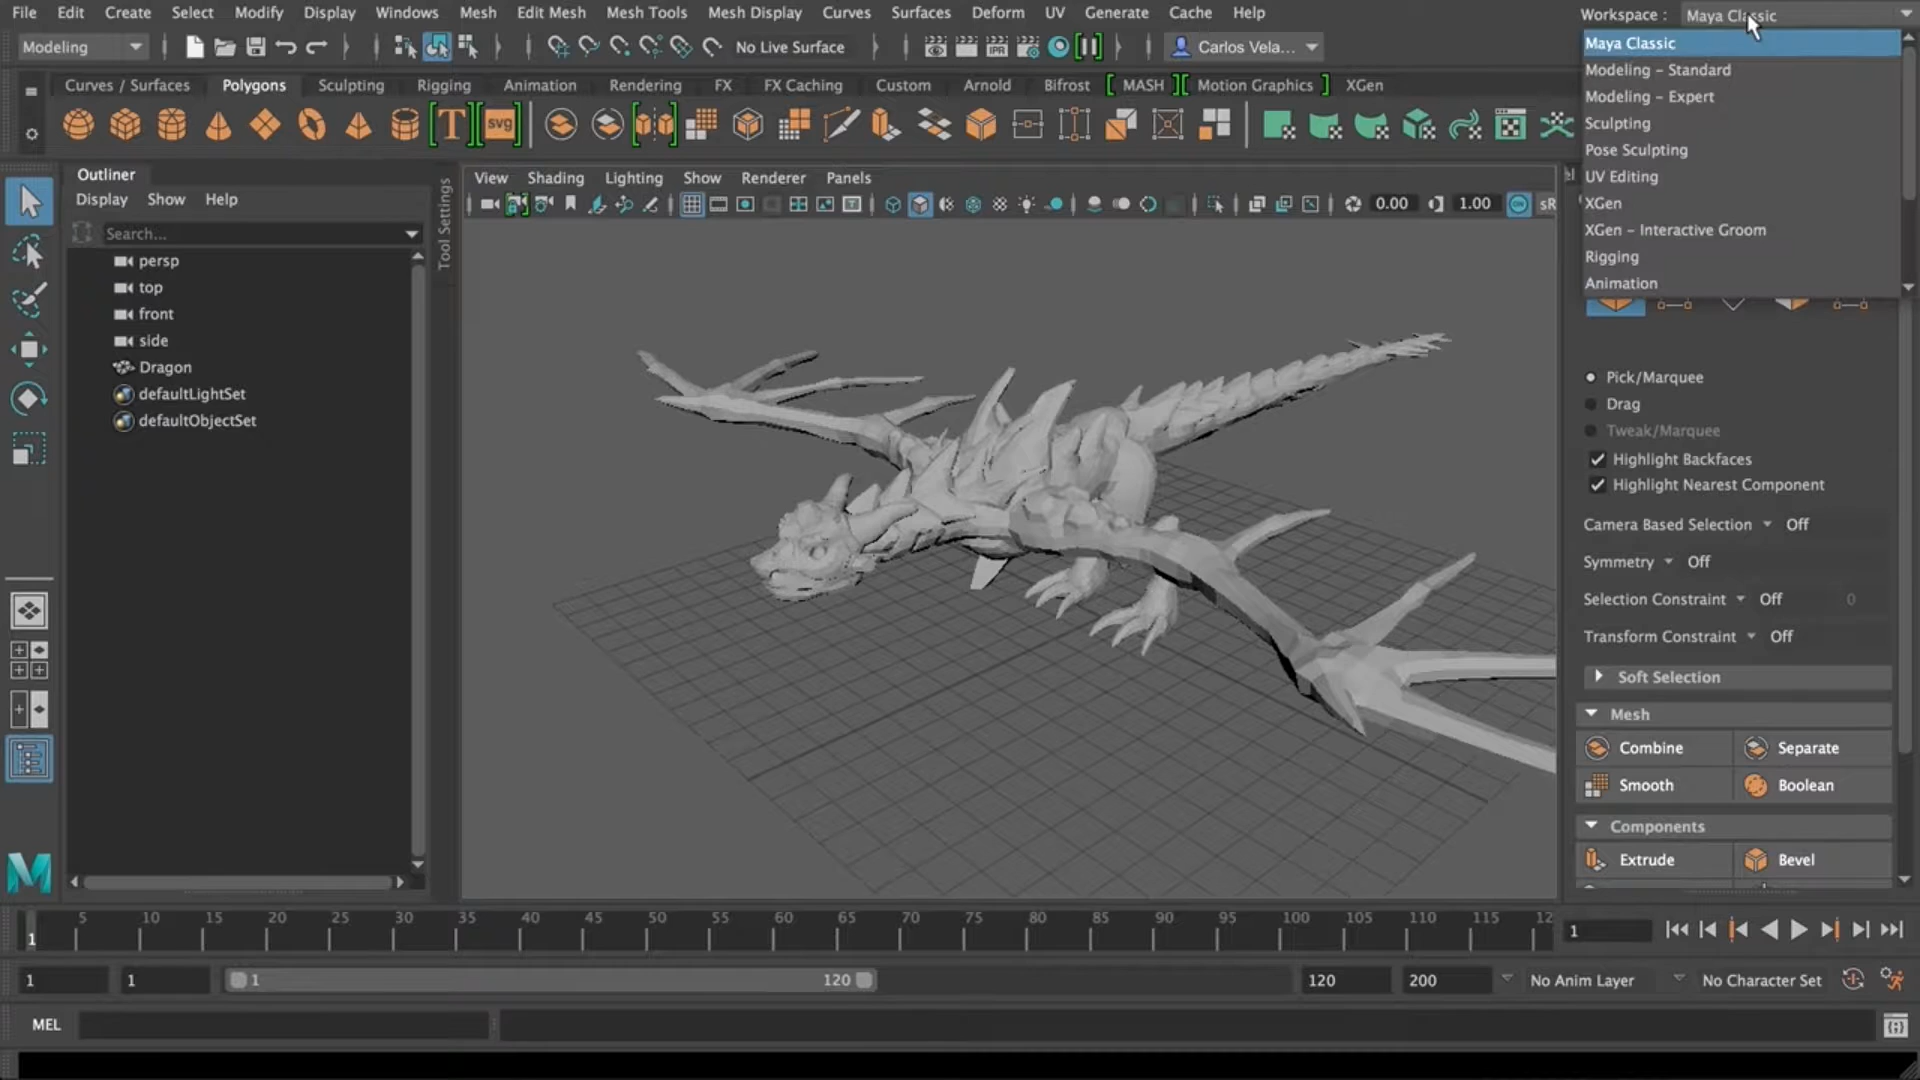 File Edit Create Select Modify Display Windows Mesh Edit Mesh Mesh Tools Mesh Display Curves Surfaces Deform UV Generate Cache Help
Workspace : Maya Classic
Modeling No Live Surface Carlos Vela...
Maya Classic
Modeling – Standard
Modeling – Expert
Sculpting
Pose Sculpting
UV Editing
XGen
XGen – Interactive Groom
Rigging
Animation
Curves / Surfaces Polygons Sculpting Rigging Animation Rendering FX FX Caching Custom Arnold Bifrost MASH Motion Graphics XGen
T svg
IPR
Outliner
Display Show Help
Search...
persp
top
front
side
Dragon
defaultLightSet
defaultObjectSet
Tool Settings
View Shading Lighting Show Renderer Panels
0.00 1.00 ON sR
Pick/Marquee
Drag
Tweak/Marquee
Highlight Backfaces
Highlight Nearest Component
Camera Based Selection Off
Symmetry Off
Selection Constraint Off 0
Transform Constraint Off
Soft Selection
Mesh
Combine Separate
Smooth Boolean
Components
Extrude Bevel
M
5 10 15 20 25 30 35 40 45 50 55 60 65 70 75 80 85 90 95 100 105 110 115 12
1 1
1 1 1 120 120 200 No Anim Layer No Character Set
MEL